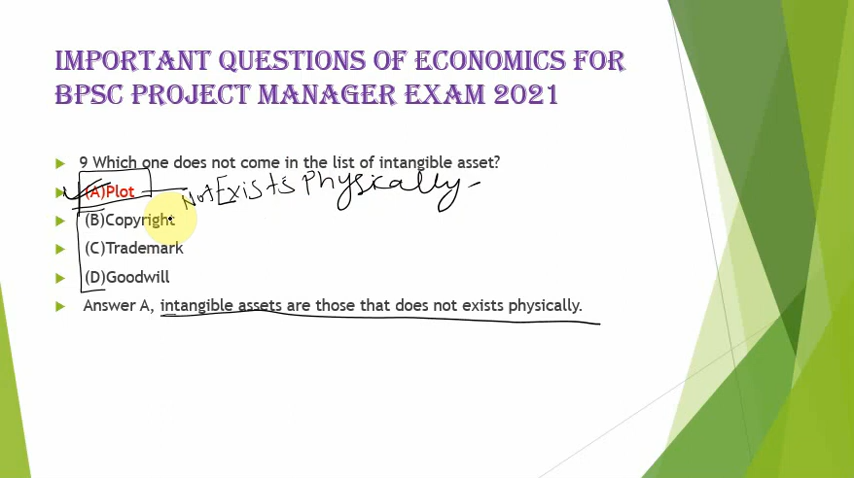 IMPORTANT QUESTIONS OF ECONOMICS FOR
BPSC PROJECT MANAGER EXAM 2021
9 Which one does not come in the list of intangible asset?
(A)Plot
Not Exists Physically
(B)Copyright
(C)Trademark
(D)Goodwill
Answer A, intangible assets are those that does not exists physically.